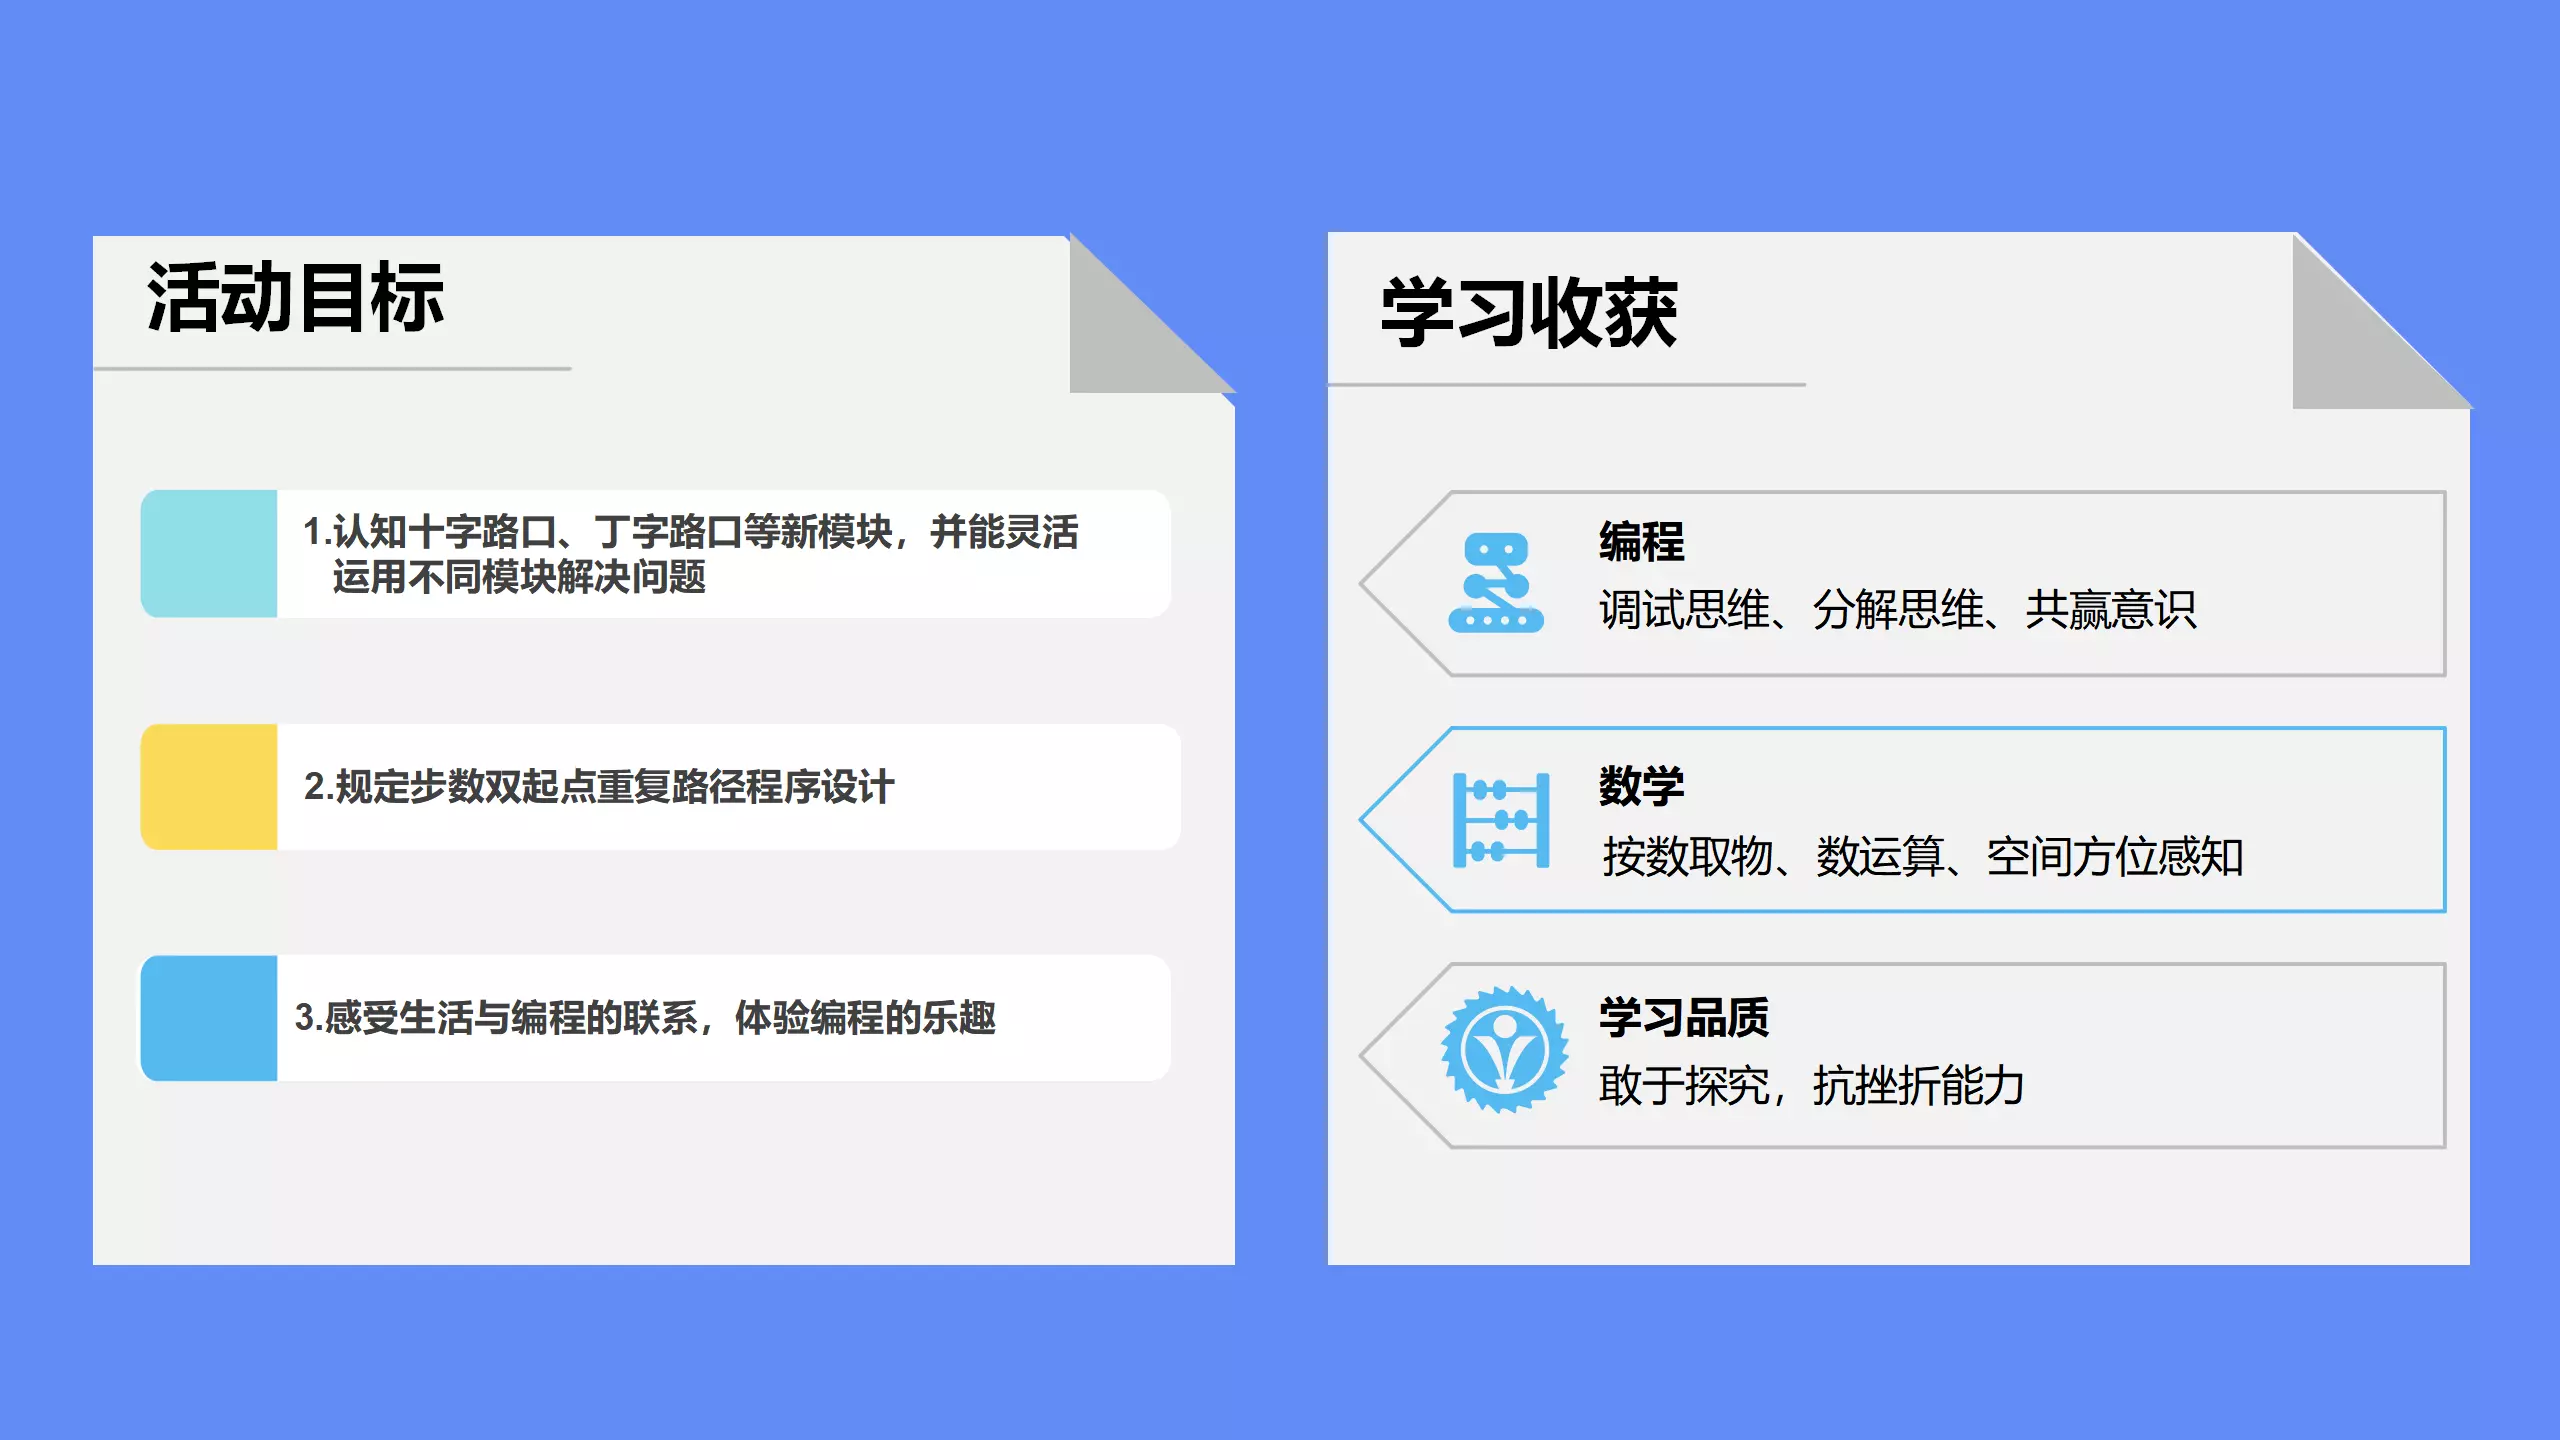 活动目标
1.认知十字路口、丁字路口等新模块，并能灵活
运用不同模块解决问题
2.规定步数双起点重复路径程序设计
3.感受生活与编程的联系，体验编程的乐趣
学习收获
编程
调试思维、分解思维、共赢意识
数学
按数取物、数运算、空间方位感知
学习品质
敢于探究，抗挫折能力